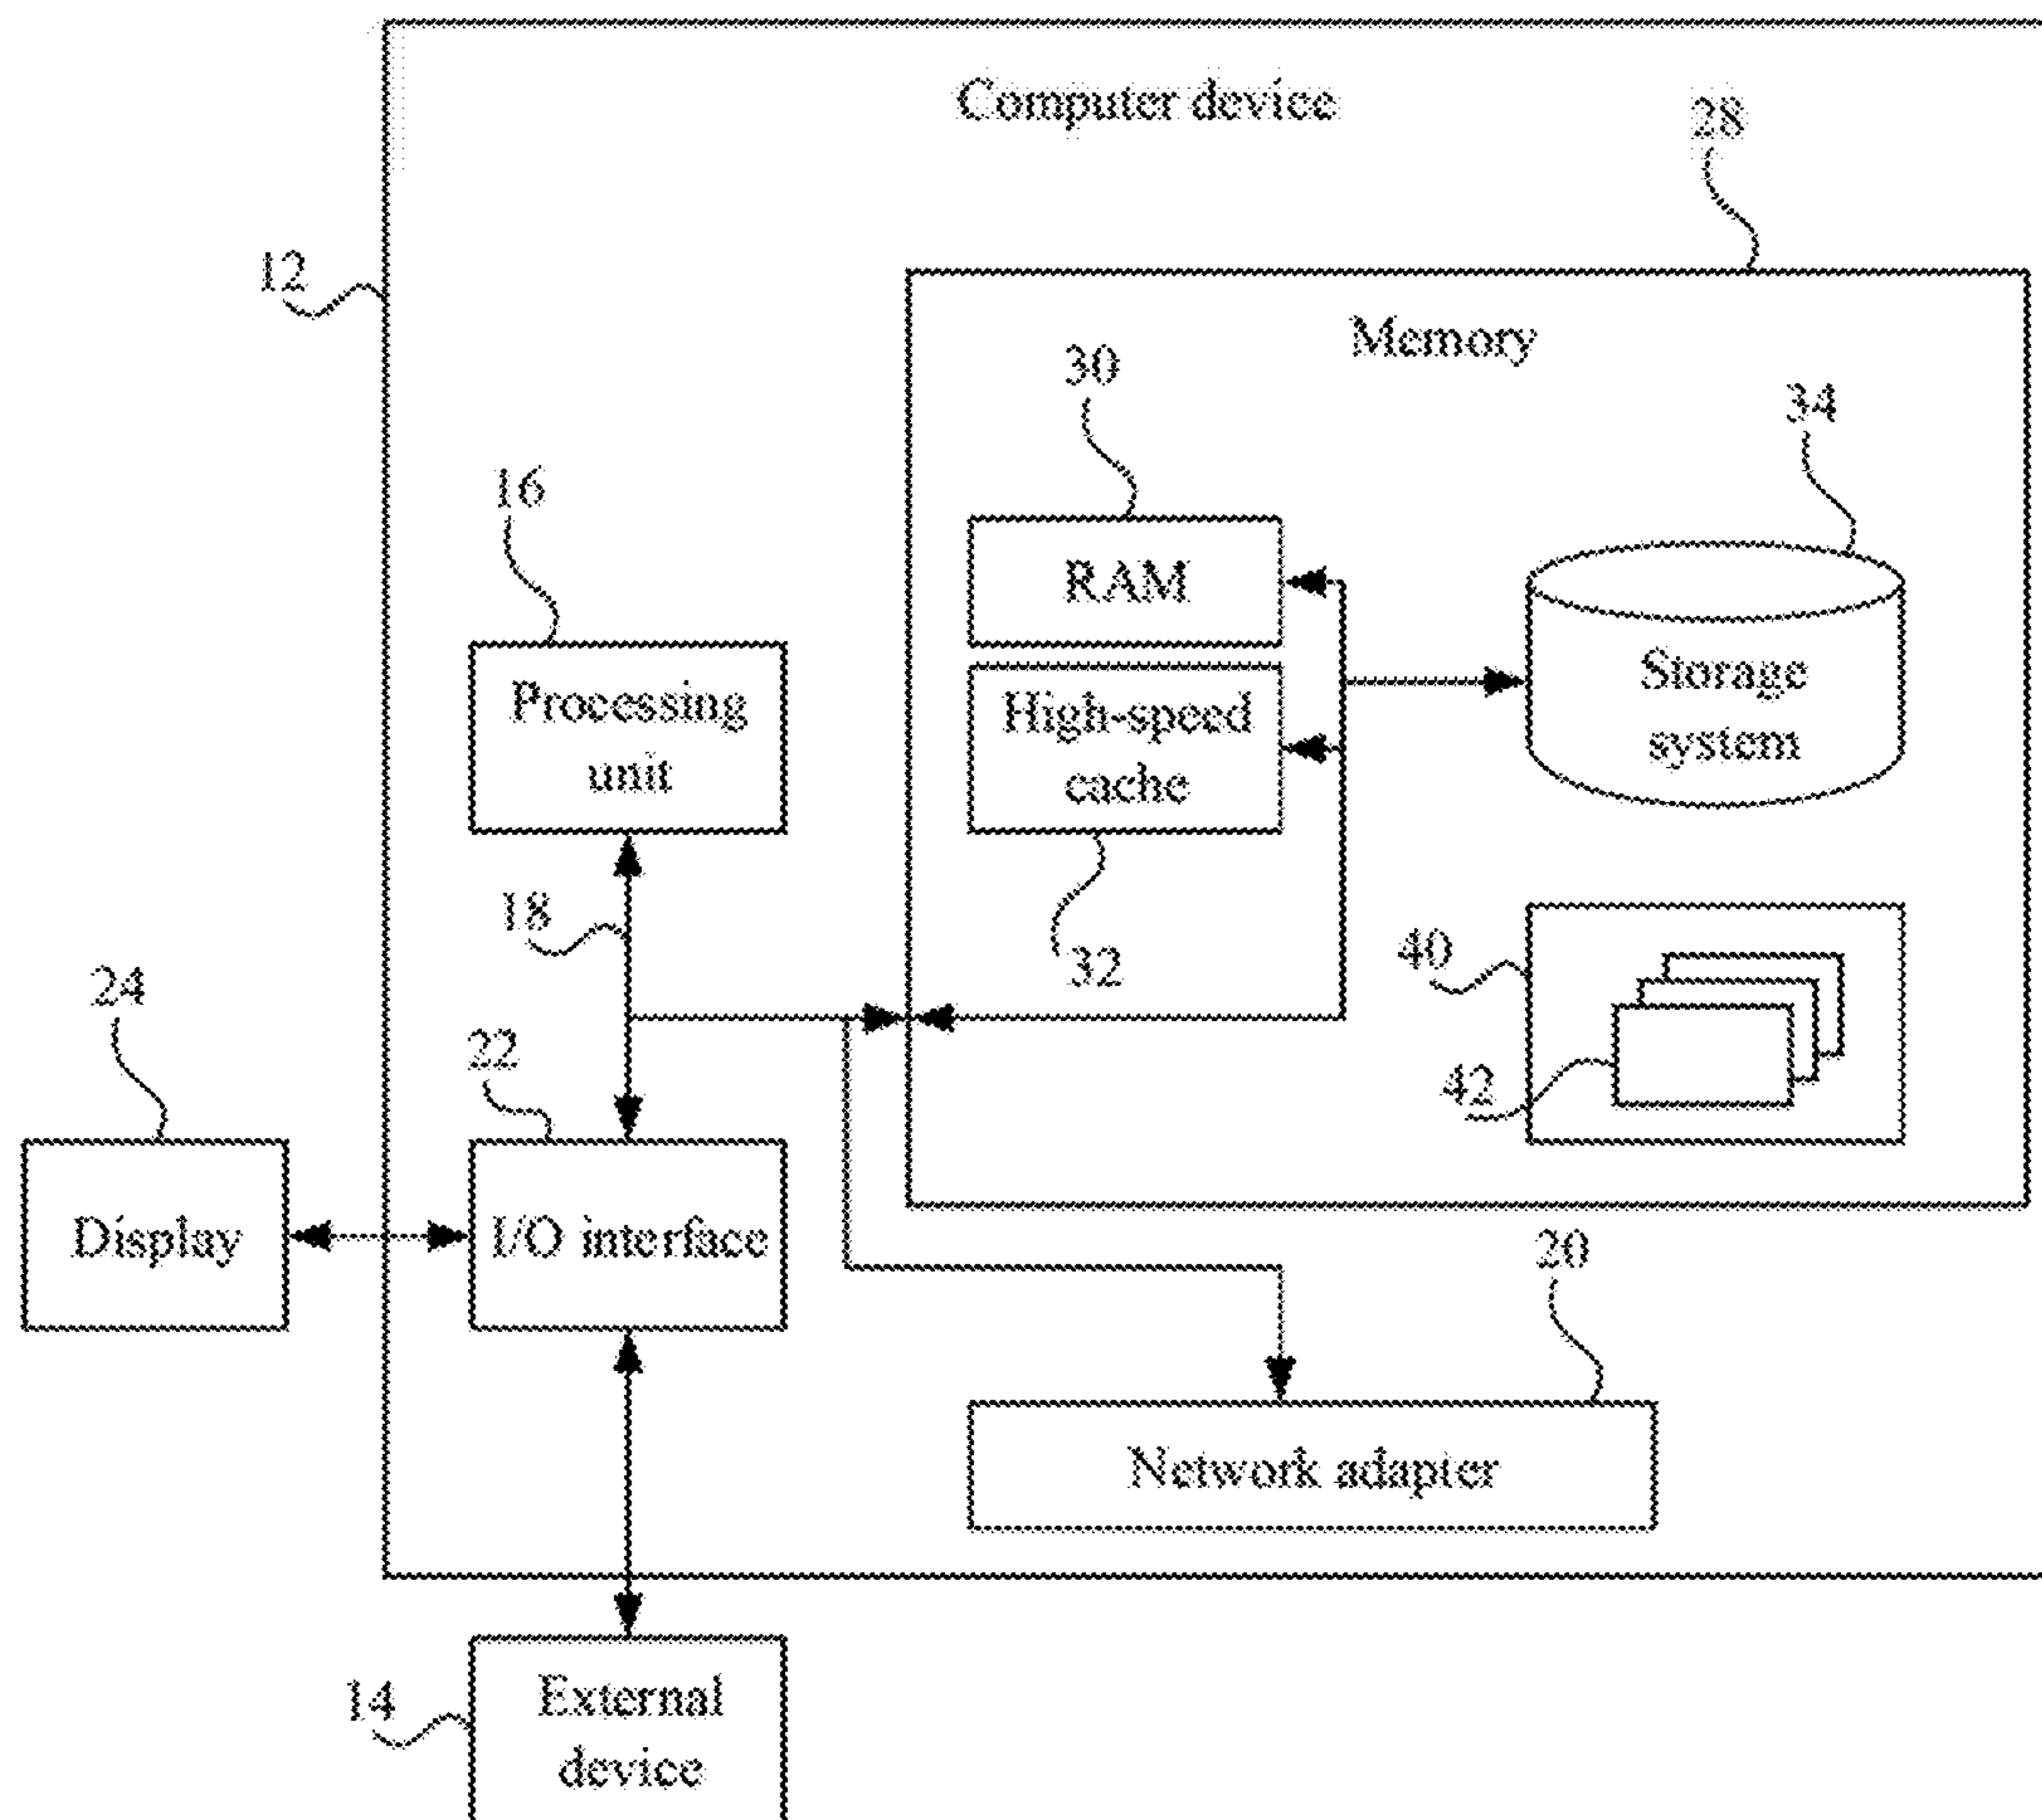 Computer device
28
12
Memory
30
34
16
RAM
Processing
unit
High-speed
cache
Storage
system
18
32
40
24
22
42
Display
I/O interface
20
Network adapter
14
External
device